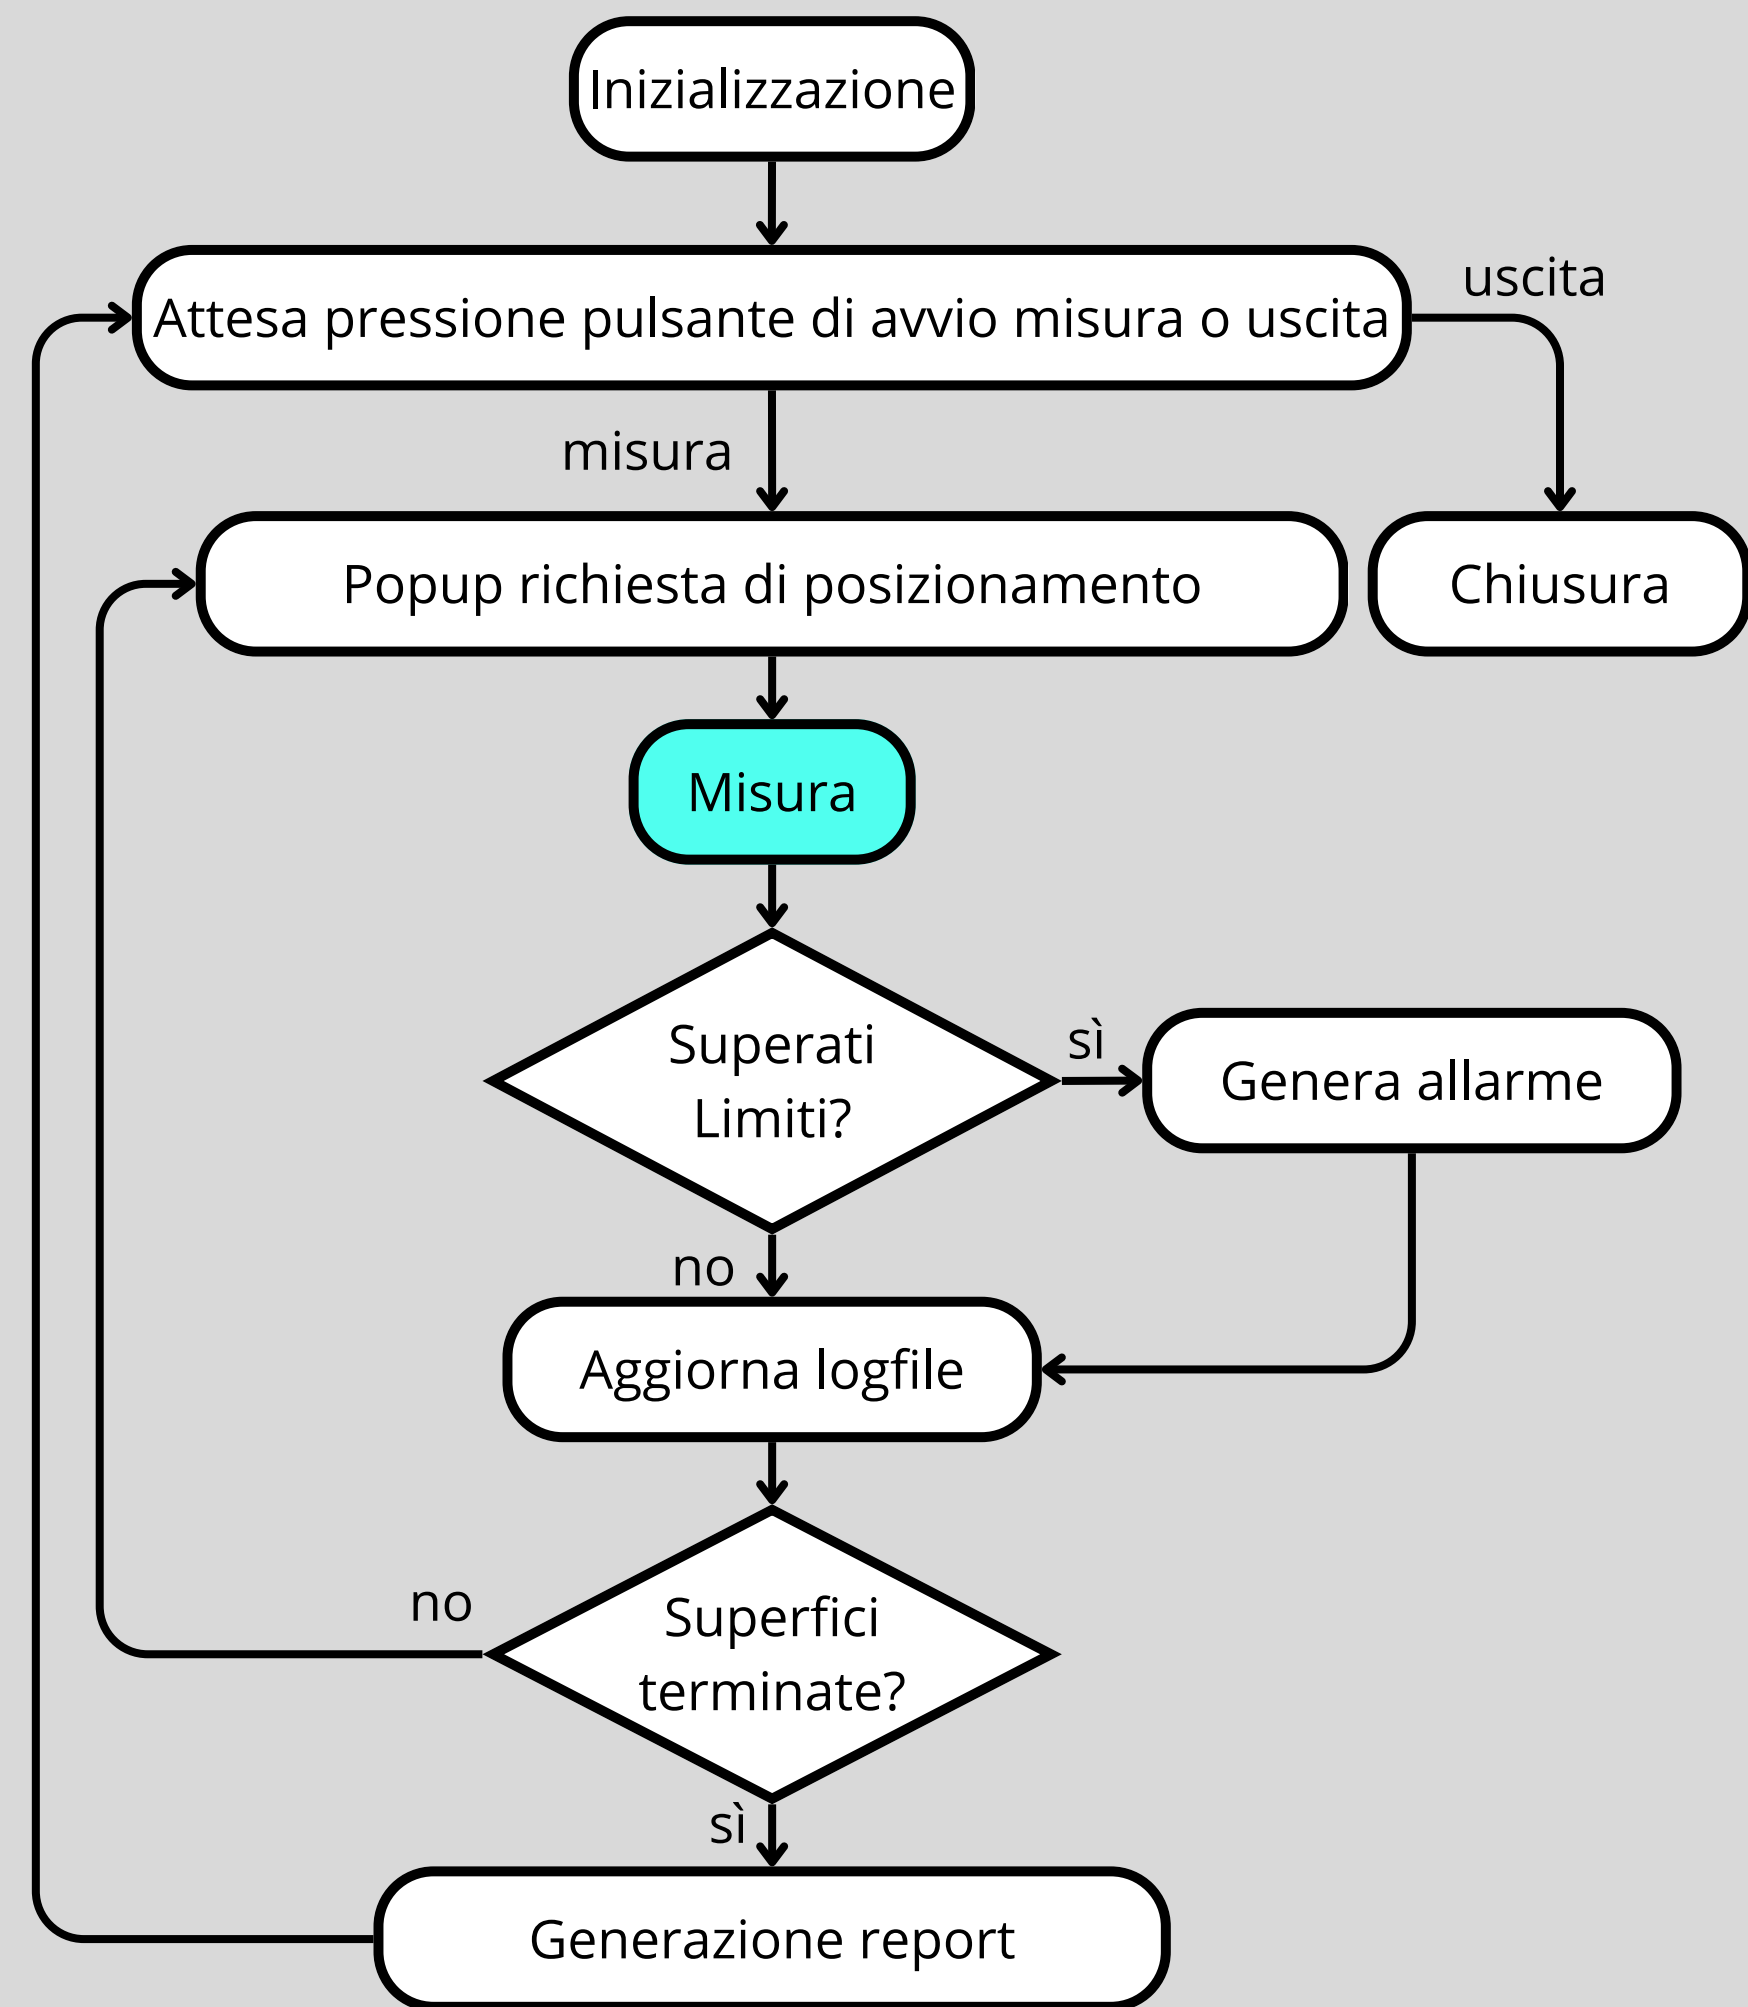 Inizializzazione
uscita
Attesa pressione pulsante di avvio misura o uscita
misura
Popup richiesta di posizionamento
Chiusura
Misura
Superati
Limiti?
sì
Genera allarme
no
Aggiorna logfile
no
Superfici
terminate?
sì
Generazione report